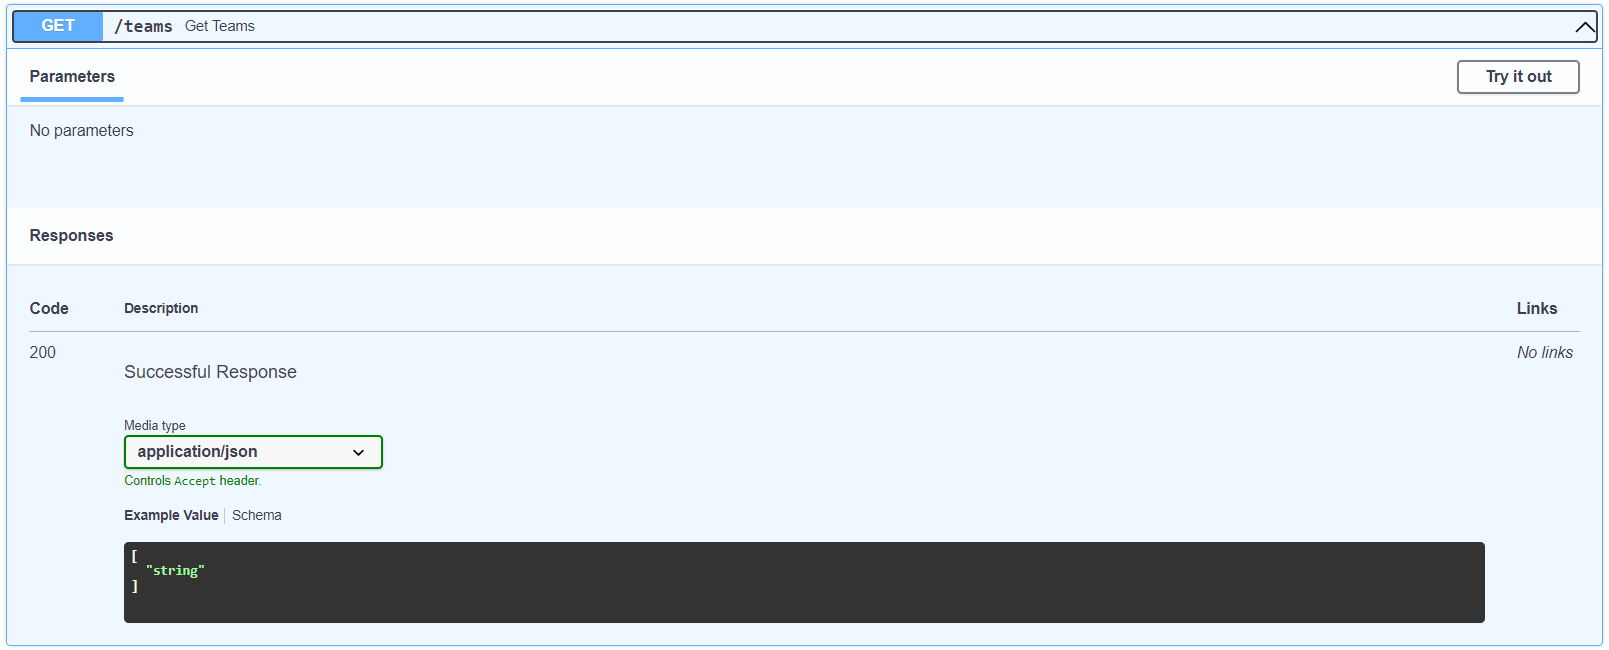 GET /teams Get Teams
Parameters
Try it out
No parameters
Responses
Code Description Links
200 No links
Successful Response
Media type
application/json
Controls Accept header.
Example Value Schema
[
"string"
]